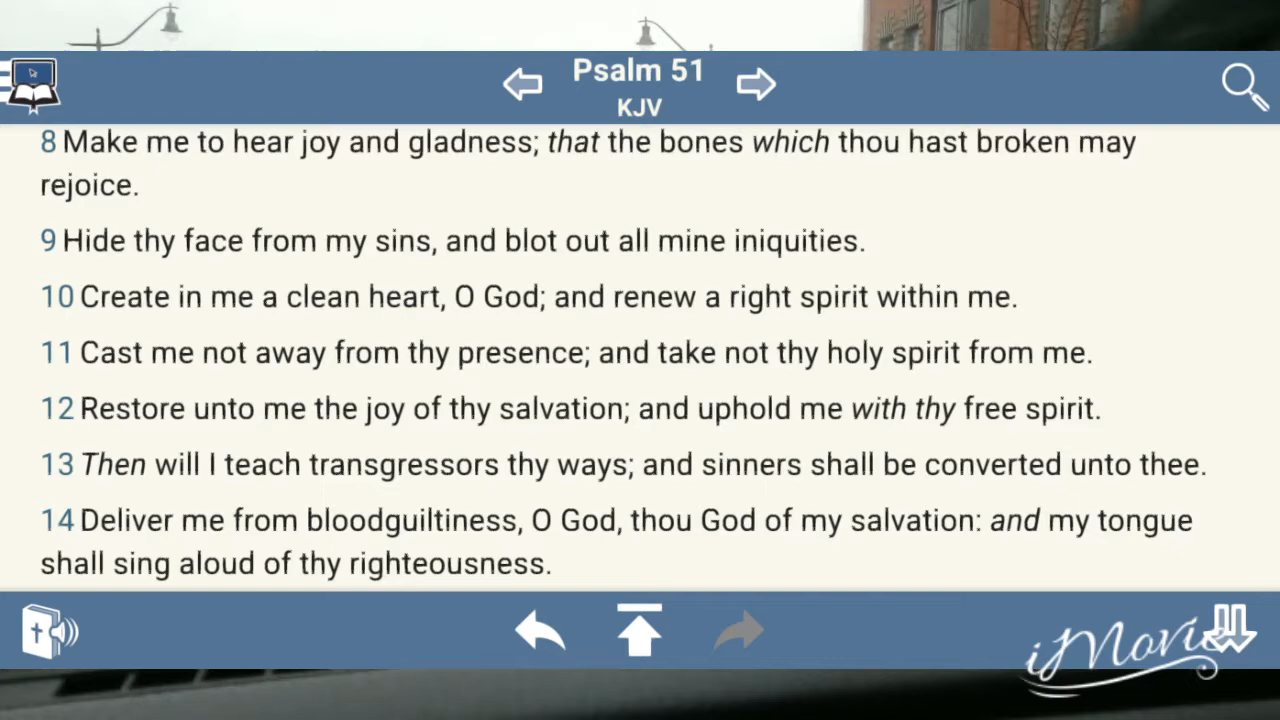 Psalm 51
KJV
8 Make me to hear joy and gladness; that the bones which thou hast broken may
rejoice.
9 Hide thy face from my sins, and blot out all mine iniquities.
10 Create in me a clean heart, O God; and renew a right spirit within me.
11 Cast me not away from thy presence; and take not thy holy spirit from me.
12 Restore unto me the joy of thy salvation; and uphold me with thy free spirit.
13 Then will I teach transgressors thy ways; and sinners shall be converted unto thee.
14 Deliver me from bloodguiltiness, O God, thou God of my salvation: and my tongue
shall sing aloud of thy righteousness.
iMovie